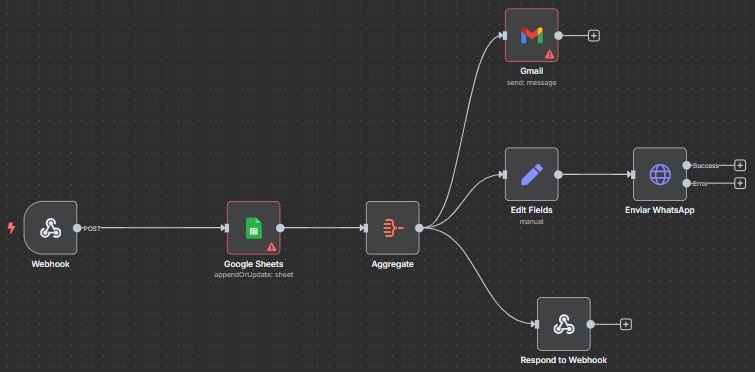 Gmail
send: message
Success
Error
Edit Fields
manual
Enviar WhatsApp
POST
Webhook
Google Sheets
appendOrUpdate: sheet
Aggregate
Respond to Webhook